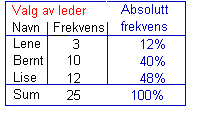 Valg av leder Absolutt
Navn Frekvens frekvens
Lene 3 12%
Bernt 10 40%
Lise 12 48%
Sum 25 100%